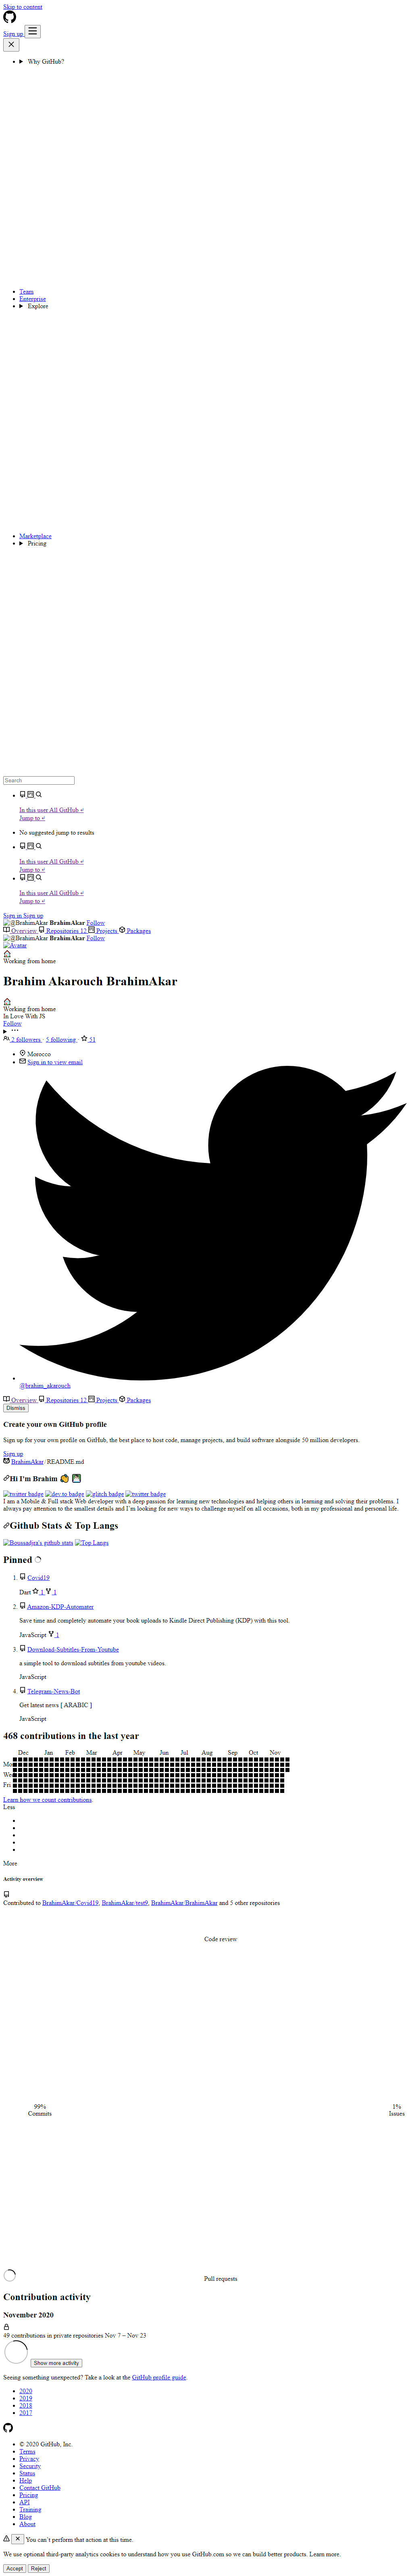 Skip to content
Sign up
Why GitHub?
Team
Enterprise
Explore
Marketplace
Pricing
Search
In this user All GitHub ↵
Jump to ↵
No suggested jump to results
In this user All GitHub ↵
Jump to ↵
In this user All GitHub ↵
Jump to ↵
Sign in Sign up
@BrahimAkar BrahimAkar Follow
Overview Repositories 12 Projects Packages
@BrahimAkar BrahimAkar Follow
Avatar
Working from home
Brahim Akarouch BrahimAkar
Working from home
In Love With JS
Follow
2 followers · 5 following · 51
Morocco
Sign in to view email
@brahim_akarouch
Overview Repositories 12 Projects Packages
Dismiss
Create your own GitHub profile
Sign up for your own profile on GitHub, the best place to host code, manage projects, and build software alongside 50 million developers.
Sign up
BrahimAkar/README.md
Hi I'm Brahim
twitter badge dev.to badge glitch badge twitter badge
I am a Mobile & Full stack Web developer with a deep passion for learning new technologies and helping others in learning and solving their problems. I
always pay attention to the smallest details and I'm looking for new ways to challenge myself on all occasions, both in my professional and personal life.
Github Stats & Top Langs
Boussadjra's github stats Top Langs
Pinned
1. Covid19
Dart 1 1
2. Amazon-KDP-Automater
Save time and completely automate your book uploads to Kindle Direct Publishing (KDP) with this tool.
JavaScript 1
3. Download-Subtitles-From-Youtube
a simple tool to download subtitles from youtube videos.
JavaScript
4. Telegram-News-Bot
Get latest news [ ARABIC ]
JavaScript
468 contributions in the last year
Dec Jan Feb Mar Apr May Jun Jul Aug Sep Oct Nov
Mon
Wed
Fri
Learn how we count contributions.
Less
More
Activity overview
Contributed to BrahimAkar/Covid19, BrahimAkar/test9, BrahimAkar/BrahimAkar and 5 other repositories
Code review
99%
Commits
1%
Issues
Pull requests
Contribution activity
November 2020
49 contributions in private repositories Nov 7 – Nov 23
Show more activity
Seeing something unexpected? Take a look at the GitHub profile guide.
2020
2019
2018
2017
© 2020 GitHub, Inc.
Terms
Privacy
Security
Status
Help
Contact GitHub
Pricing
API
Training
Blog
About
You can't perform that action at this time.
We use optional third-party analytics cookies to understand how you use GitHub.com so we can build better products. Learn more.
Accept Reject